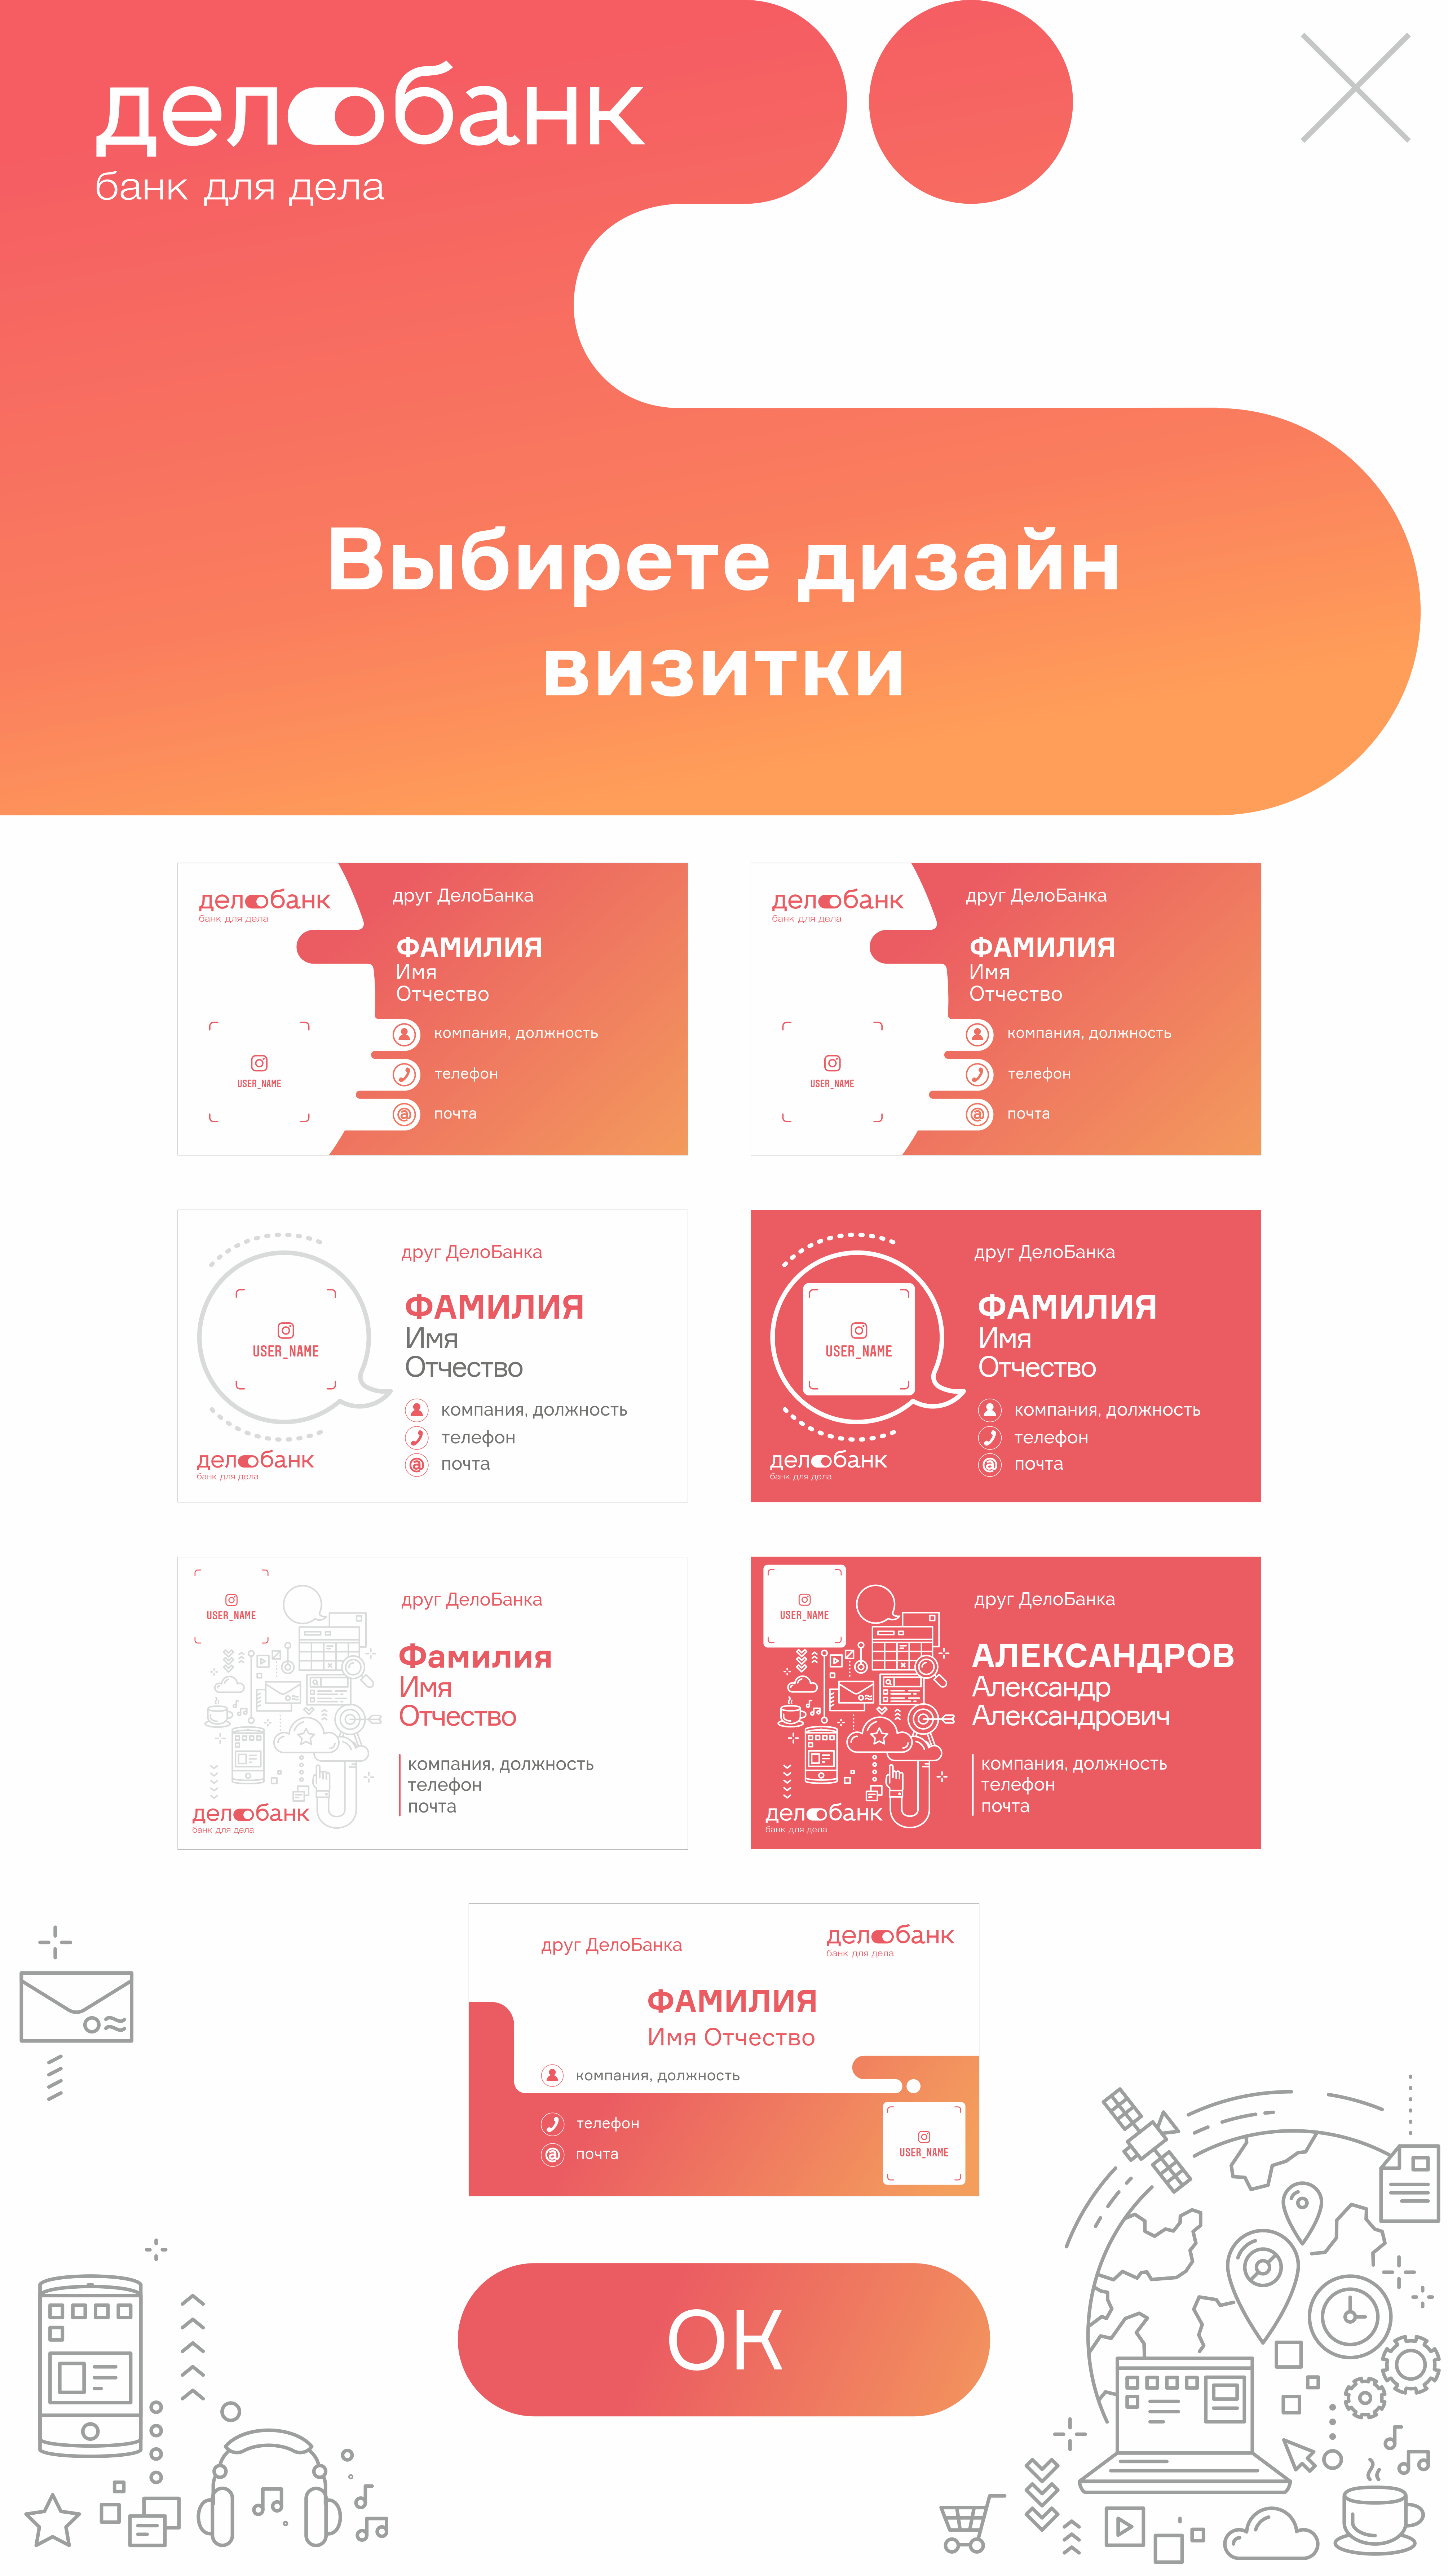 делобанк
банк для дела
Выбирете дизайн
визитки
делобанк
банк для дела
друг ДелоБанка
ФАМИЛИЯ
Имя
Отчество
компания, должность
USER_NAME
телефон
почта
делобанк
банк для дела
друг ДелоБанка
ФАМИЛИЯ
Имя
Отчество
компания, должность
USER_NAME
телефон
почта
друг ДелоБанка
ФАМИЛИЯ
Имя
Отчество
USER_NAME
компания, должность
телефон
почта
делобанк
банк для дела
друг ДелоБанка
ФАМИЛИЯ
Имя
Отчество
USER_NAME
компания, должность
телефон
почта
делобанк
банк для дела
USER_NAME
друг ДелоБанка
Фамилия
Имя
Отчество
компания, должность
телефон
почта
делобанк
банк для дела
USER_NAME
друг ДелоБанка
АЛЕКСАНДРОВ
Александр
Александрович
компания, должность
телефон
почта
делобанк
банк для дела
друг ДелоБанка
делобанк
банк для дела
ФАМИЛИЯ
Имя Отчество
компания, должность
телефон
почта
USER_NAME
ОК